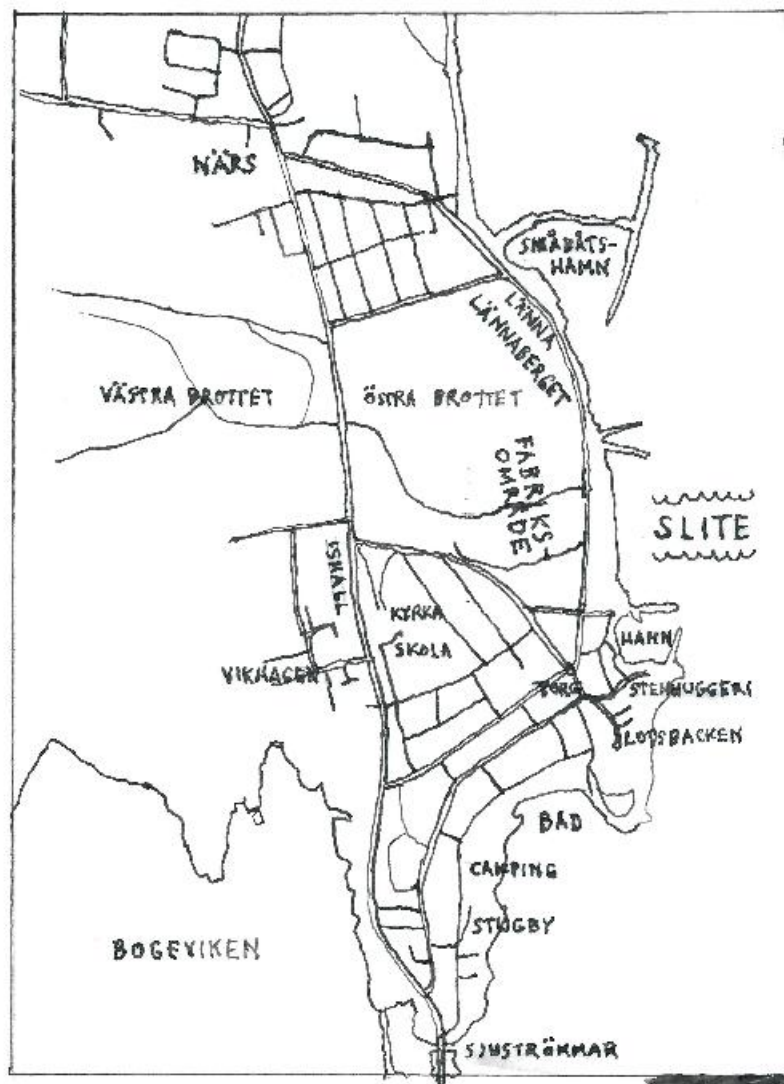 NÄRS
SMÅBÅTS-
HAMN
LÄNNA
LÄNNABERGET
VÄSTRA BROTTET
ÖSTRA BROTTET
FABRIKS-
OMRÅDE
SLITE
ISHALL
KYRKA
SKOLA
HAMN
VIKHAGEN
TORG
STENHUGGERI
LOTSBACKEN
BAD
CAMPING
STUGBY
BOGEVIKEN
SJUSTRÖMMAR